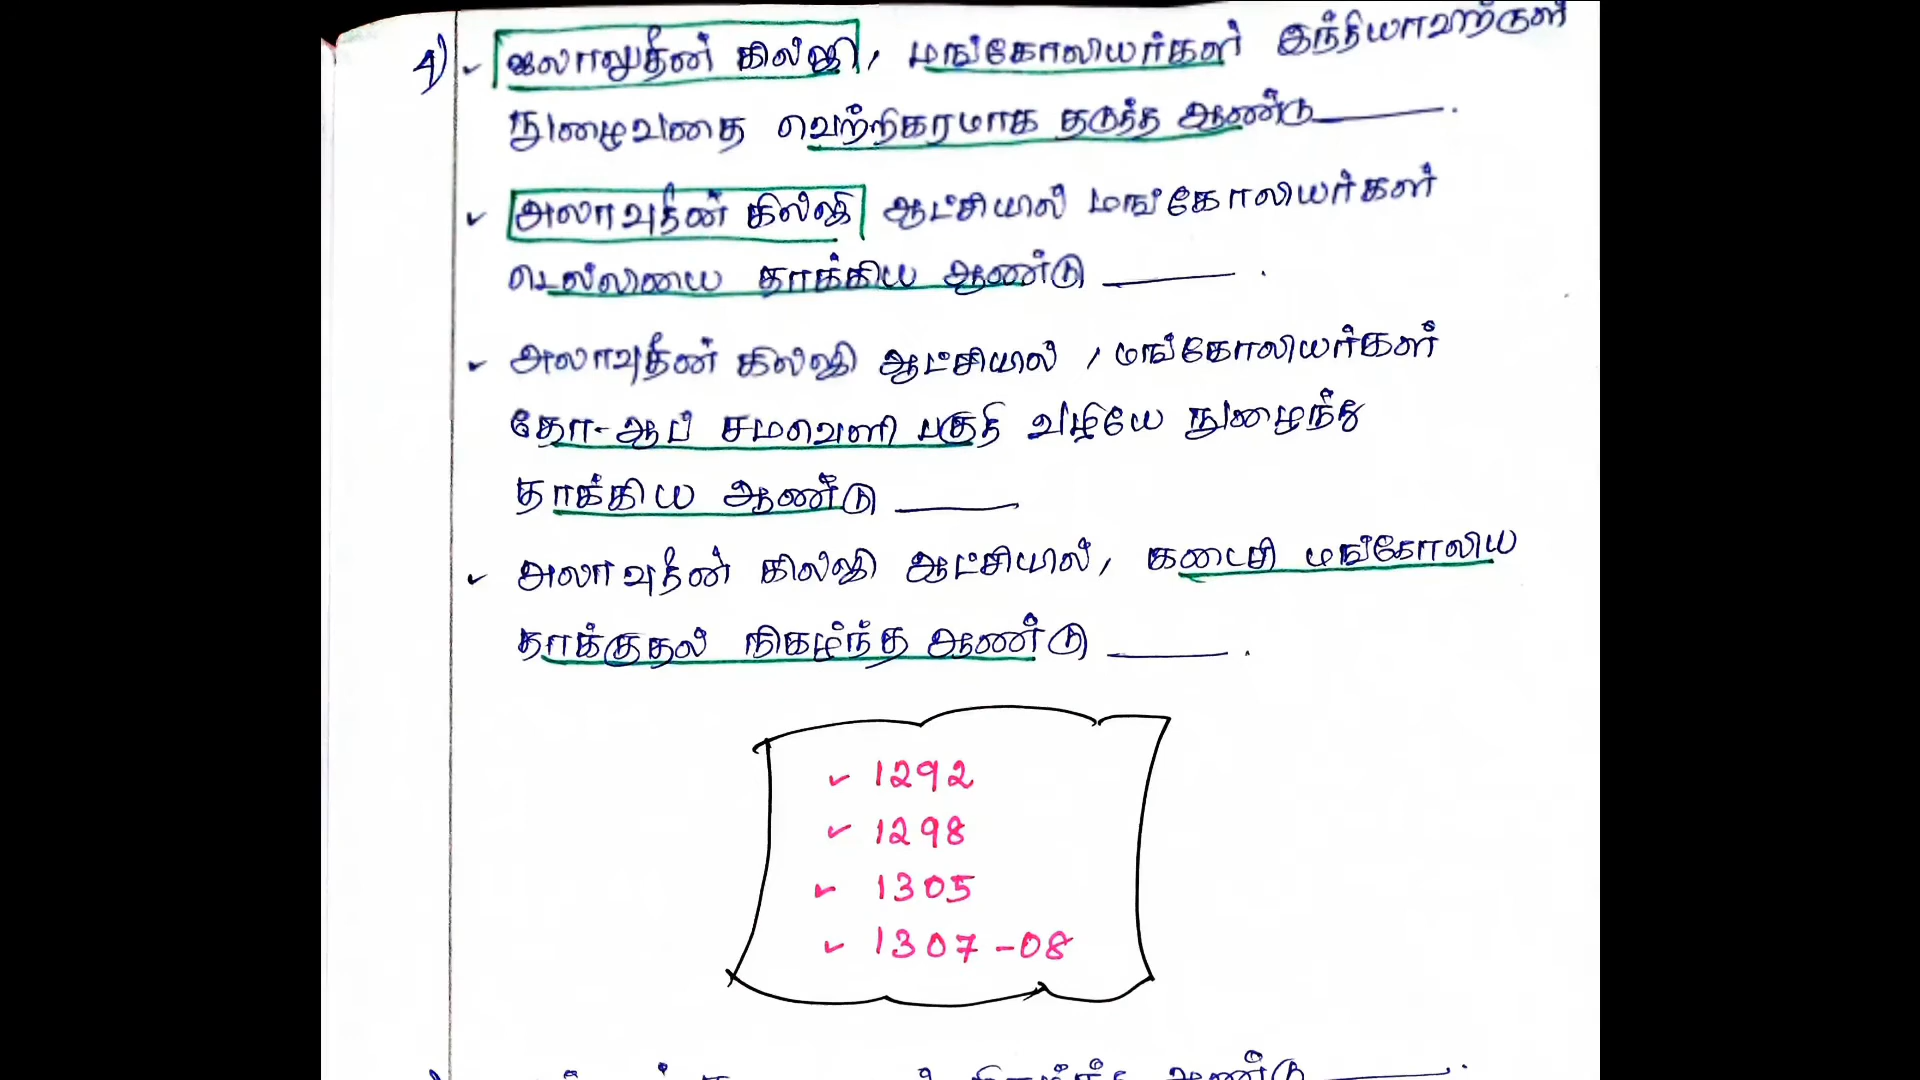 4) ✓ ஜலாலுதீன் கில்ஜி, மங்கோலியர்கள் இந்தியாவிற்குள்
நுழைவதை வெற்றிகரமாக தடுத்த ஆண்டு______.
✓ அலாவுதீன் கில்ஜி ஆட்சியில் மங்கோலியர்கள்
டெல்லியை தாக்கிய ஆண்டு ______.
✓ அலாவுதீன் கில்ஜி ஆட்சியில், மங்கோலியர்கள்
தோ-ஆப் சமவெளி பகுதி வழியே நுழைந்து
தாக்கிய ஆண்டு ______
✓ அலாவுதீன் கில்ஜி ஆட்சியில், கடைசி மங்கோலிய
தாக்குதல் நிகழ்ந்த ஆண்டு ______.
✓ 1292
✓ 1298
✓ 1305
✓ 1307-08
ஆண்டு ______.